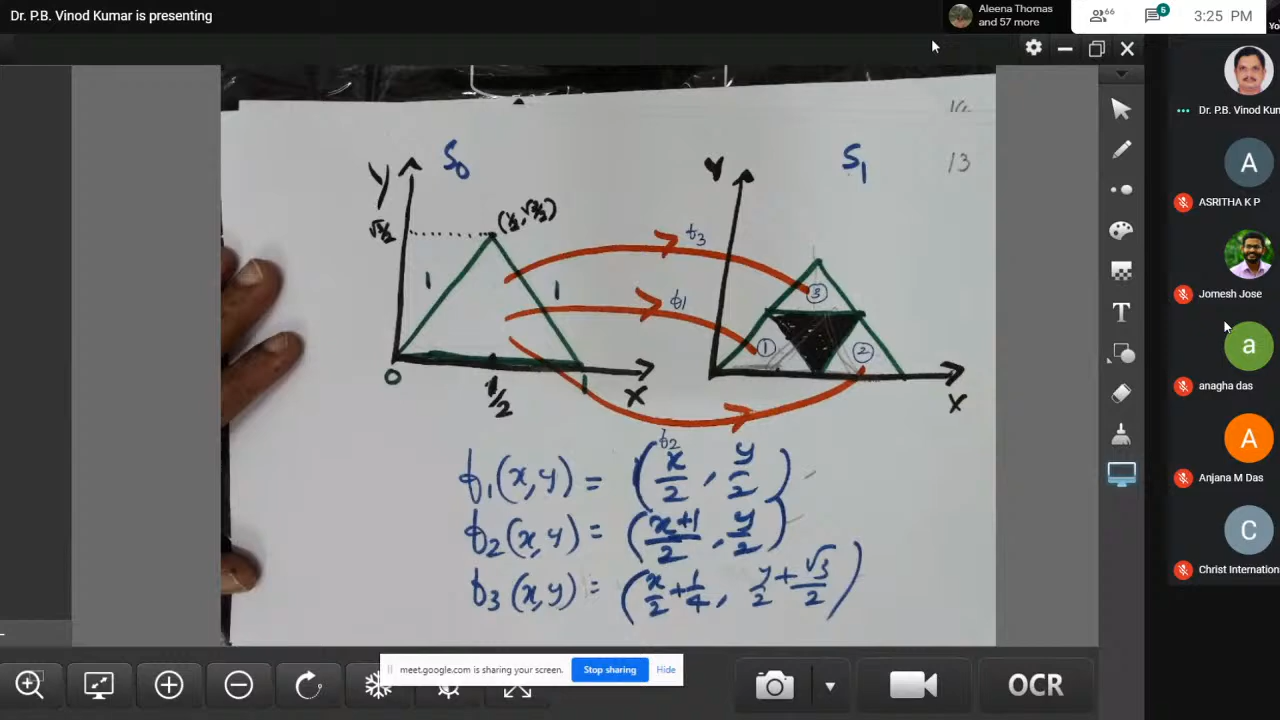 Dr. P.B. Vinod Kumar is presenting
Aleena Thomas
and 57 more
66
5
3:25 PM
Yo
Dr. P.B. Vinod Kum
A
ASRITHA K P
Jomesh Jose
a
anagha das
A
Anjana M Das
C
Christ Internation
T
13
S₀
S₁
Y
Y
√3/2
(1/2, √3/2)
1
1
f₃
f₁
f₂
③
①
②
0
1/2
1
X
X
f₁(x,y) = (x/2, y/2)
f₂(x,y) = (x+1/2, y/2)
f₃(x,y) = (x/2 + 1/4, y/2 + √3/2)
meet.google.com is sharing your screen.
Stop sharing
Hide
OCR